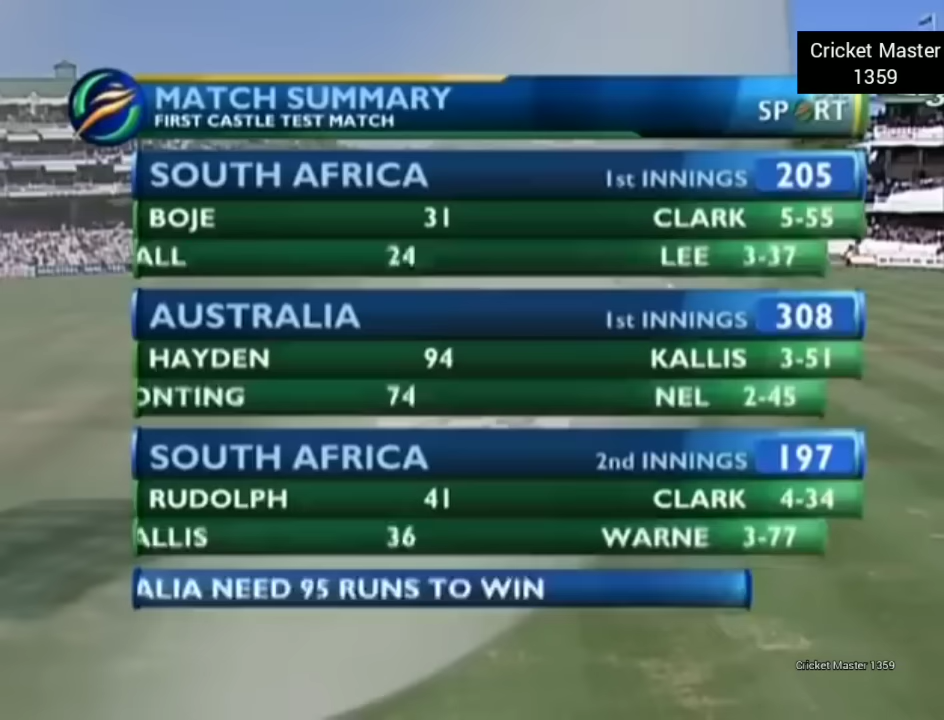 Cricket Master
1359
MATCH SUMMARY
FIRST CASTLE TEST MATCH
SPORT
SOUTH AFRICA 1st INNINGS 205
BOJE 31 CLARK 5-55
ALL 24 LEE 3-37
AUSTRALIA 1st INNINGS 308
HAYDEN 94 KALLIS 3-51
ONTING 74 NEL 2-45
SOUTH AFRICA 2nd INNINGS 197
RUDOLPH 41 CLARK 4-34
ALLIS 36 WARNE 3-77
ALIA NEED 95 RUNS TO WIN
Cricket Master 1359